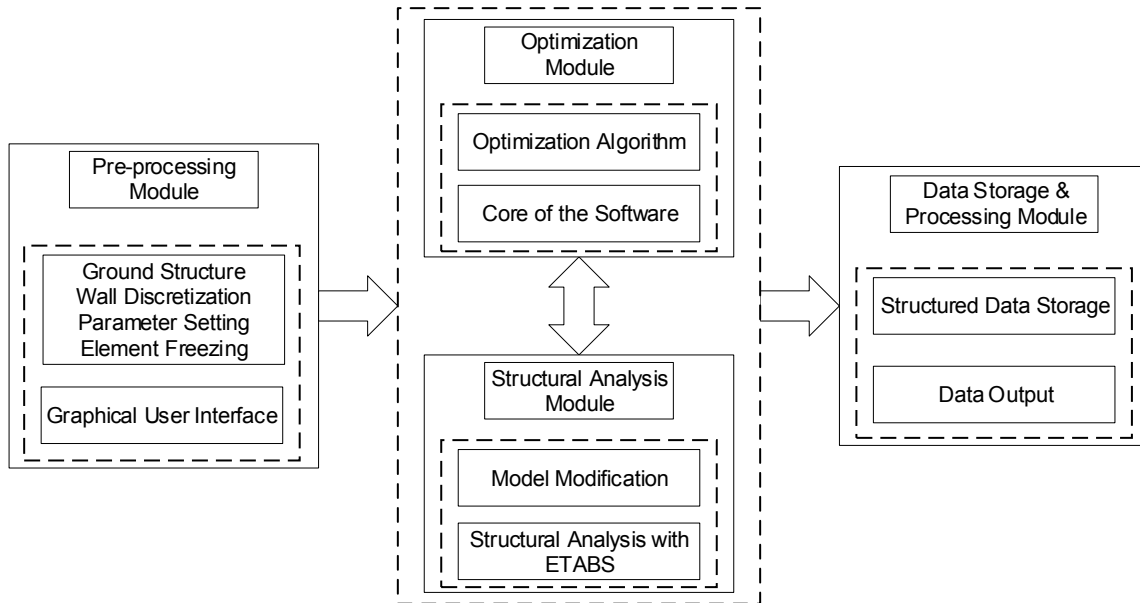 Pre-processing
Module
Ground Structure
Wall Discretization
Parameter Setting
Element Freezing
Graphical User Interface
Optimization
Module
Optimization Algorithm
Core of the Software
Structural Analysis
Module
Model Modification
Structural Analysis with
ETABS
Data Storage &
Processing Module
Structured Data Storage
Data Output